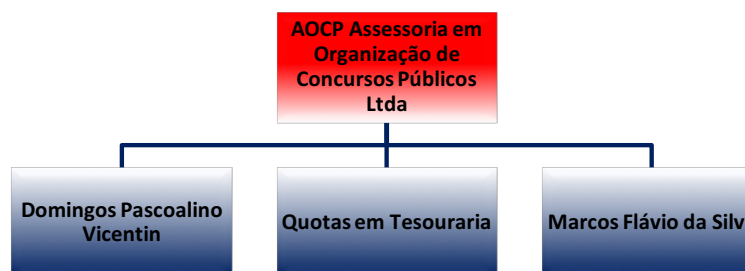 AOCP Assessoria em
Organização de
Concursos Públicos
Ltda
Domingos Pascoalino
Vicentin
Quotas em Tesouraria
Marcos Flávio da Silv